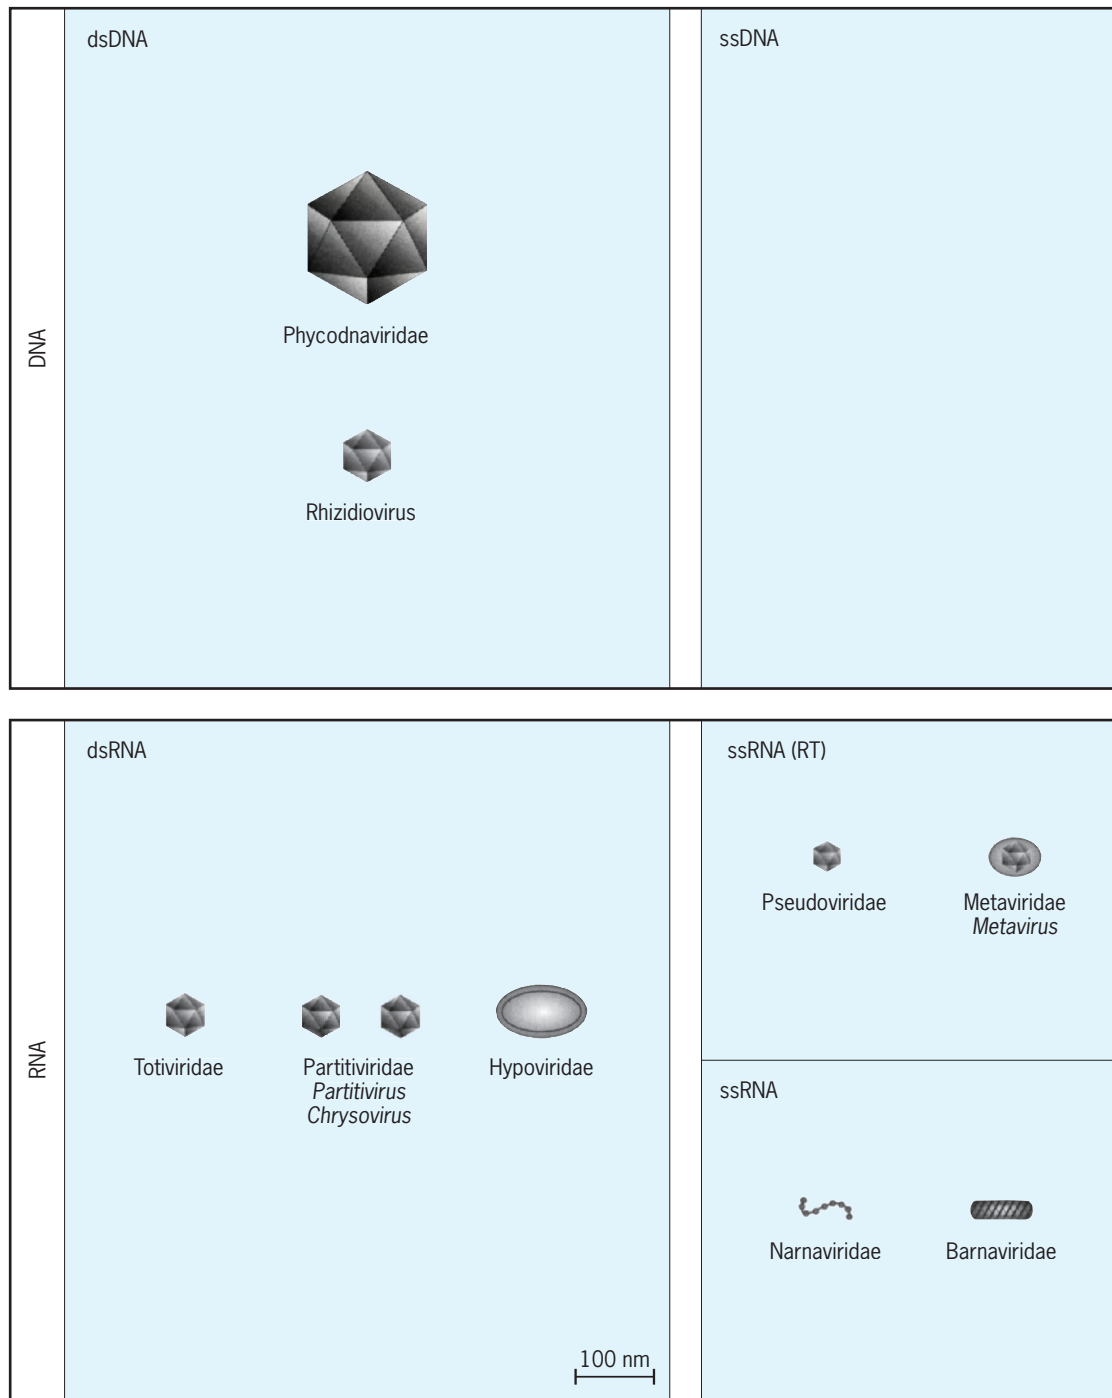 DNA
dsDNA
Phycodnaviridae
Rhizidiovirus
ssDNA
RNA
dsRNA
Totiviridae
Partitiviridae
Partitivirus
Chrysovirus
Hypoviridae
100 nm
ssRNA (RT)
Pseudoviridae
Metaviridae
Metavirus
ssRNA
Narnaviridae
Barnaviridae